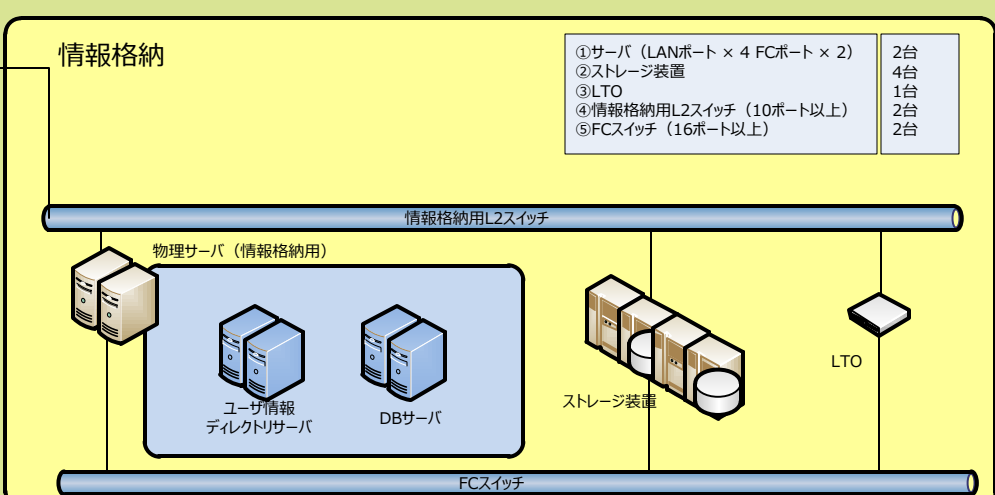 情報格納
①サーバ（LANポート × 4 FCポート × 2） 2台
②ストレージ装置 4台
③LTO 1台
④情報格納用L2スイッチ（10ポート以上） 2台
⑤FCスイッチ（16ポート以上） 2台
情報格納用L2スイッチ
物理サーバ（情報格納用）
ユーザ情報
ディレクトリサーバ
DBサーバ
ストレージ装置
LTO
FCスイッチ